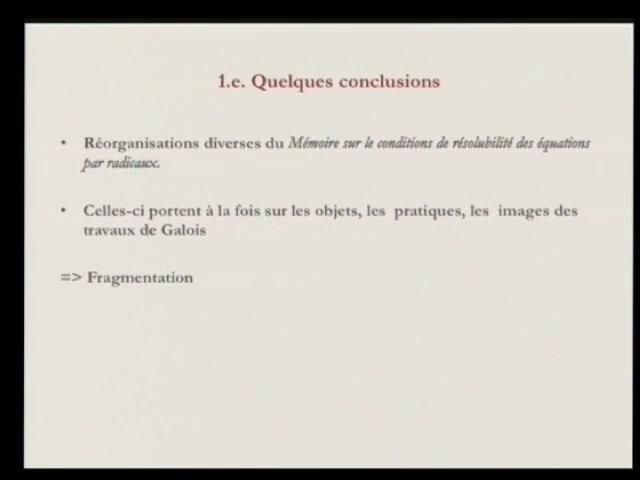 1.e. Quelques conclusions
• Réorganisations diverses du Mémoire sur le conditions de résolubilité des équations
par radicaux.
• Celles-ci portent à la fois sur les objets, les pratiques, les images des
travaux de Galois
=> Fragmentation